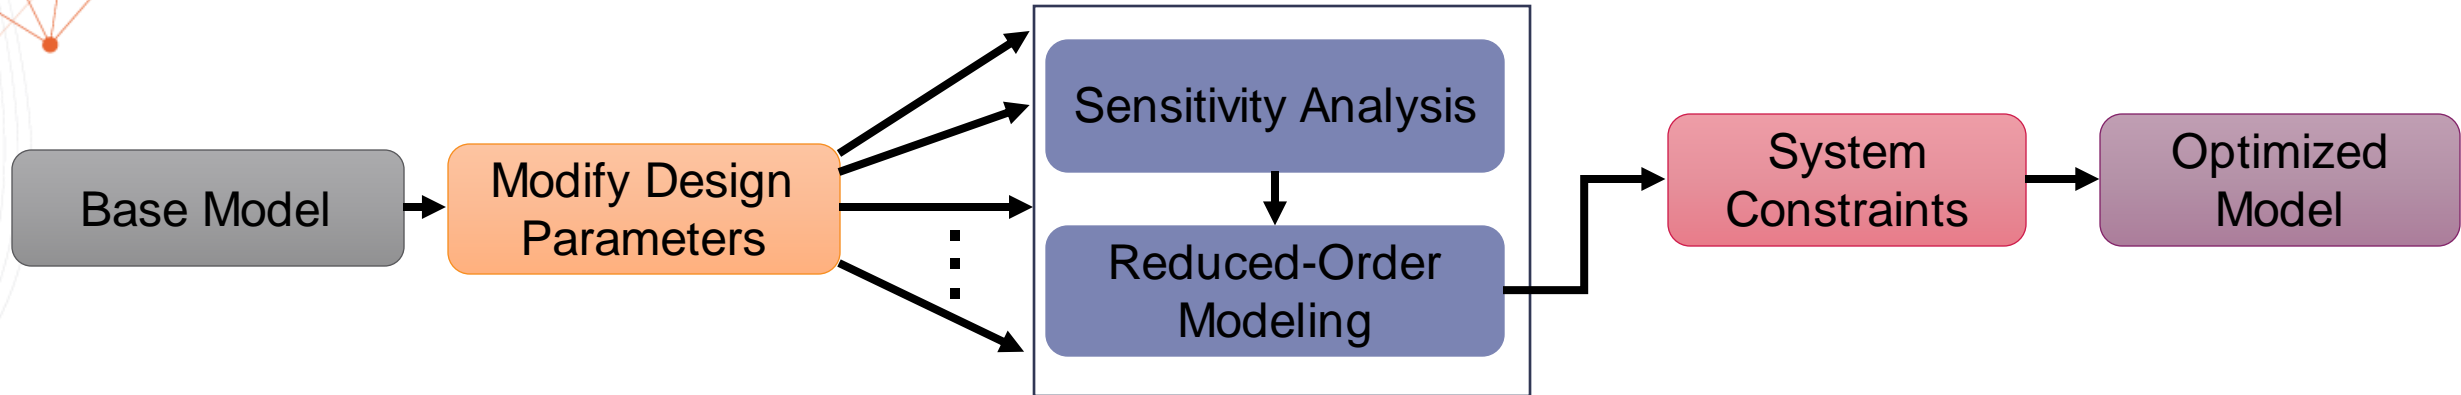 Base Model
Modify Design
Parameters
Sensitivity Analysis
Reduced-Order
Modeling
System
Constraints
Optimized
Model